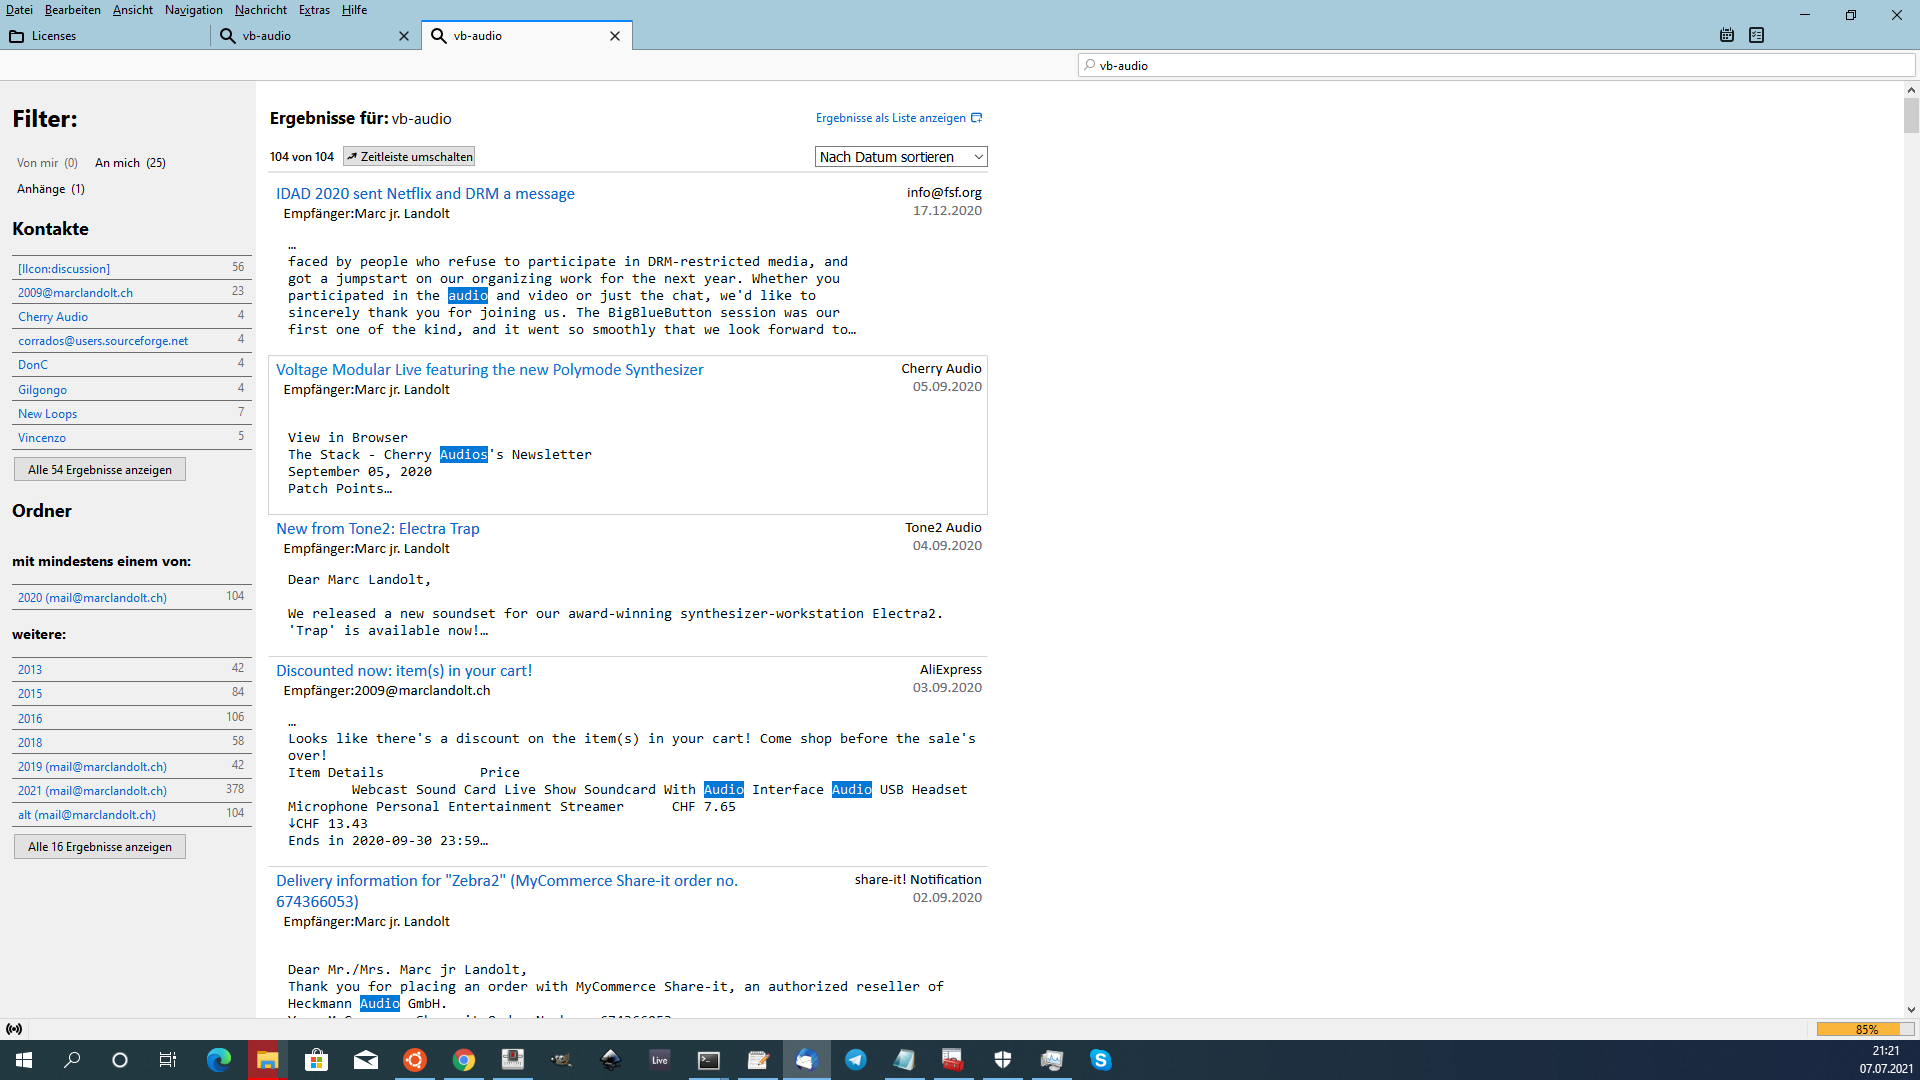 Datei Bearbeiten Ansicht Navigation Nachricht Extras Hilfe
Licenses
vb-audio
vb-audio
vb-audio
Filter:
Von mir (0) An mich (25)
Anhänge (1)
Kontakte
[IIcon:discussion] 56
2009@marclandolt.ch 23
Cherry Audio 4
corrados@users.sourceforge.net 4
DonC 4
Gilgongo 4
New Loops 7
Vincenzo 5
Alle 54 Ergebnisse anzeigen
Ordner
mit mindestens einem von:
2020 (mail@marclandolt.ch) 104
weitere:
2013 42
2015 84
2016 106
2018 58
2019 (mail@marclandolt.ch) 42
2021 (mail@marclandolt.ch) 378
alt (mail@marclandolt.ch) 104
Alle 16 Ergebnisse anzeigen
Ergebnisse für: vb-audio
Ergebnisse als Liste anzeigen
104 von 104 Zeitleiste umschalten
Nach Datum sortieren
IDAD 2020 sent Netflix and DRM a message
info@fsf.org
Empfänger:Marc jr. Landolt
17.12.2020
…
faced by people who refuse to participate in DRM-restricted media, and
got a jumpstart on our organizing work for the next year. Whether you
participated in the audio and video or just the chat, we'd like to
sincerely thank you for joining us. The BigBlueButton session was our
first one of the kind, and it went so smoothly that we look forward to…
Voltage Modular Live featuring the new Polymode Synthesizer
Cherry Audio
Empfänger:Marc jr. Landolt
05.09.2020
View in Browser
The Stack - Cherry Audios's Newsletter
September 05, 2020
Patch Points…
New from Tone2: Electra Trap
Tone2 Audio
Empfänger:Marc jr. Landolt
04.09.2020
Dear Marc Landolt,
We released a new soundset for our award-winning synthesizer-workstation Electra2.
'Trap' is available now!…
Discounted now: item(s) in your cart!
AliExpress
Empfänger:2009@marclandolt.ch
03.09.2020
…
Looks like there's a discount on the item(s) in your cart! Come shop before the sale's
over!
Item Details Price
Webcast Sound Card Live Show Soundcard With Audio Interface Audio USB Headset
Microphone Personal Entertainment Streamer CHF 7.65
↓CHF 13.43
Ends in 2020-09-30 23:59…
Delivery information for "Zebra2" (MyCommerce Share-it order no.
674366053)
share-it! Notification
02.09.2020
Empfänger:Marc jr. Landolt
Dear Mr./Mrs. Marc jr Landolt,
Thank you for placing an order with MyCommerce Share-it, an authorized reseller of
Heckmann Audio GmbH.
85%
Live
21:21
07.07.2021